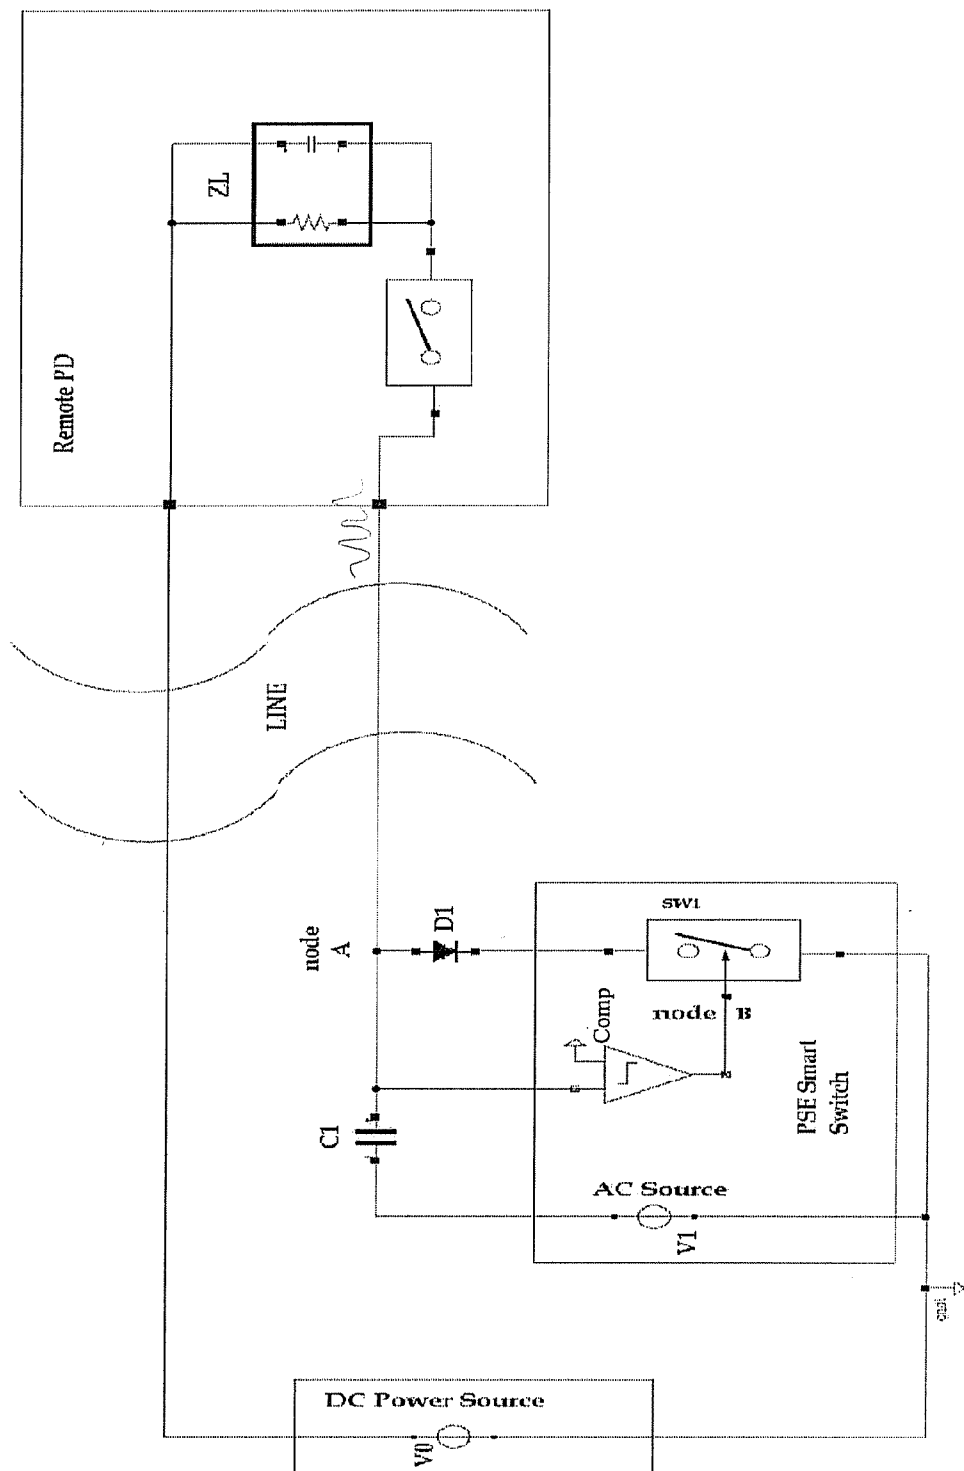 Remote PD
ZL
LINE
node
A
D1
SW1
Comp
node B
C1
PSE Smart
Switch
AC Source
V1
DC Power Source
V0